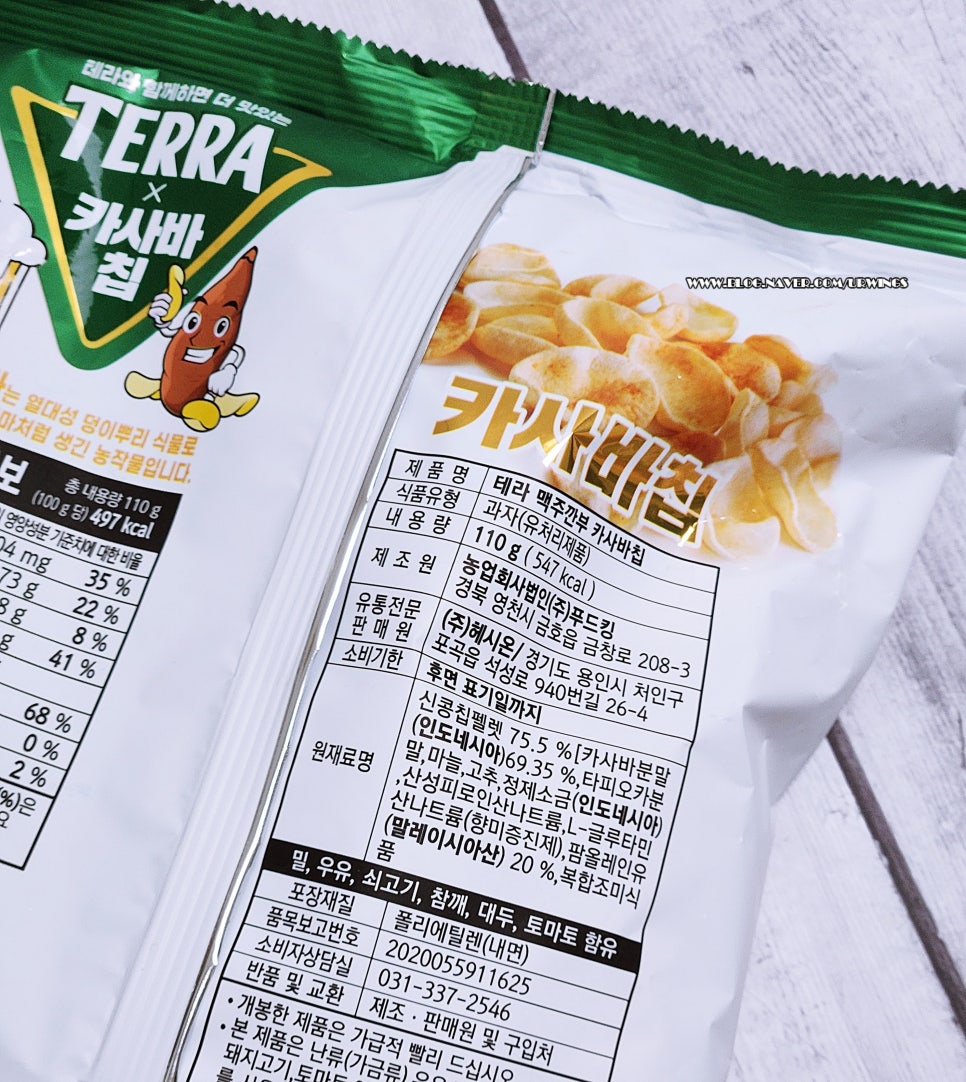 테라와 함께하면 더 맛있는
TERRA
×
카사바
칩
는 열대성 덩이뿌리 식물로
마처럼 생긴 농작물입니다.
보
총 내용량 110 g
(100 g 당) 497 kcal
영양성분 기준치에 대한 비율
04 mg 35 %
73 g 22 %
8 g 8 %
g 41 %
68 %
0 %
2 %
(%)은
요
WWW.BLOG.NAVER.COM/URWINGS
카사바칩
제 품 명 테라 맥주깐부 카사바칩
식품유형 과자(유처리제품)
내 용 량 110 g ( 547 kcal )
제 조 원 농업회사법인(주)푸드킹
경북 영천시 금호읍 금창로 208-3
유통전문
판 매 원 (주)헤시온/ 경기도 용인시 처인구
포곡읍 석성로 940번길 26-4
소비기한 후면 표기일까지
원재료명 신콩칩펠렛 75.5 %[카사바분말
(인도네시아)69.35 %,타피오카분
말,마늘,고추,정제소금(인도네시아)
,산성피로인산나트륨,L-글루타민
산나트륨(향미증진제),팜올레인유
(말레이시아산) 20 %,복합조미식
품
밀, 우유, 쇠고기, 참깨, 대두, 토마토 함유
포장재질 폴리에틸렌(내면)
품목보고번호 2020055911625
소비자상담실 031-337-2546
반품 및 교환 제조 · 판매원 및 구입처
• 개봉한 제품은 가급적 빨리 드십시오
• 본 제품은 난류(가금류)
돼지고기,토마토